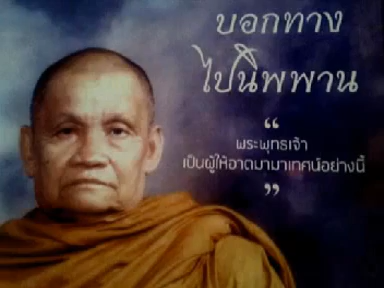 บอกทาง
ไปนิพพาน
“
พระพุทธเจ้า
เป็นผู้ให้อาตมามาเทศน์อย่างนี้
”